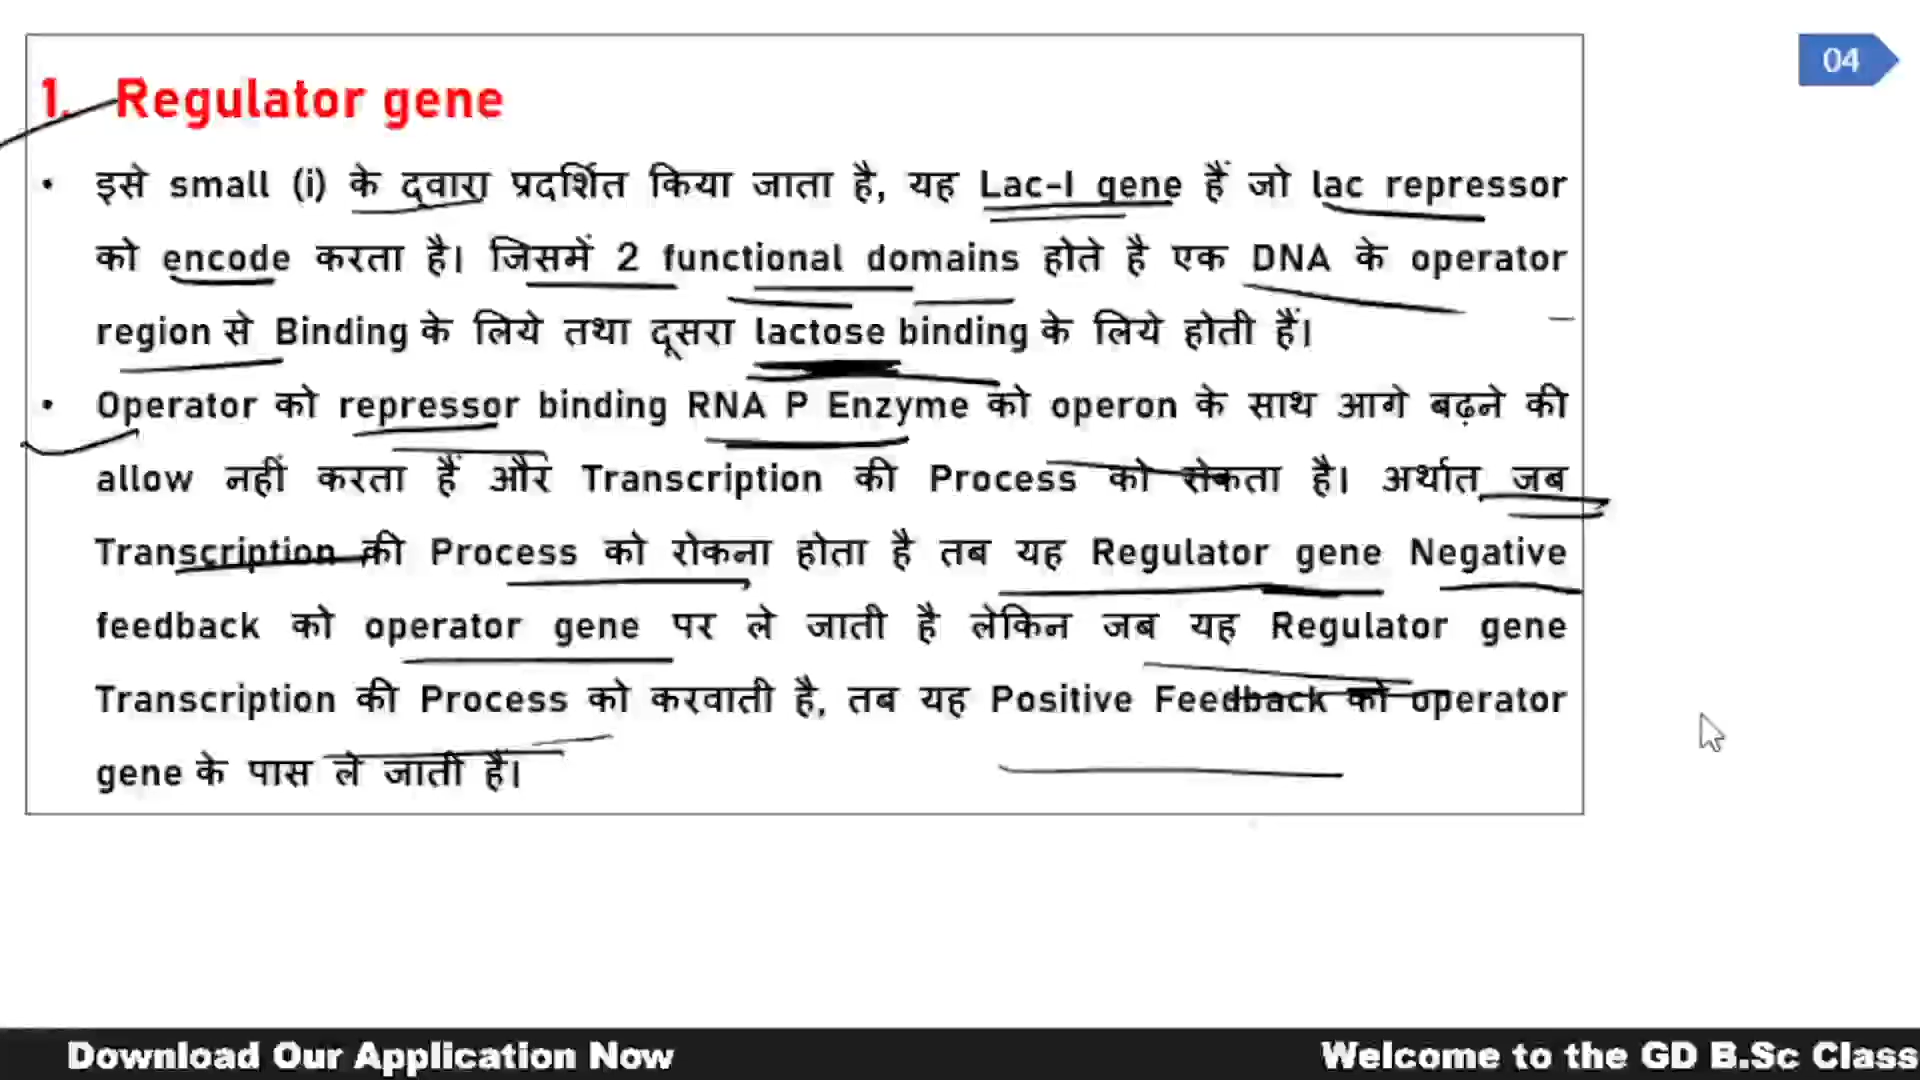 04
1. Regulator gene
• इसे small (i) के दवारा प्रदर्शित किया जाता है, यह Lac-I gene हैं जो lac repressor
को encode करता है। जिसमें 2 functional domains होते है एक DNA के operator
region से Binding के लिये तथा दूसरा lactose binding के लिये होती हैं।
• Operator को repressor binding RNA P Enzyme को operon के साथ आगे बढ़ने की
allow नहीं करता हैं और Transcription की Process को रोकता है। अर्थात जब
Transcription की Process को रोकना होता है तब यह Regulator gene Negative
feedback को operator gene पर ले जाती है लेकिन जब यह Regulator gene
Transcription की Process को करवाती है, तब यह Positive Feedback को operator
gene के पास ले जाती हैं।
Download Our Application Now
Welcome to the GD B.Sc Class